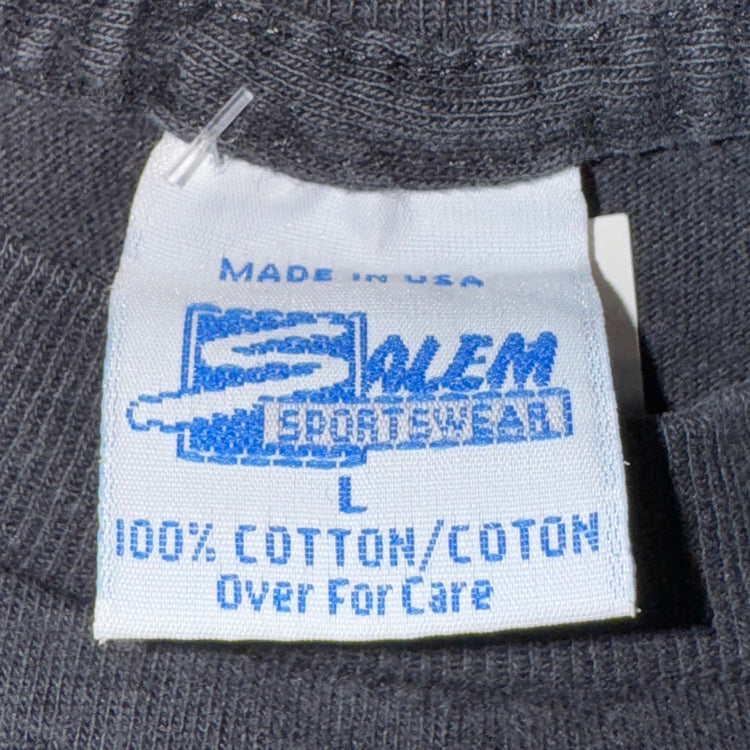 MADE IN USA
SALEM
SPORTSWEAR
L
100% COTTON/COTON
Over For Care